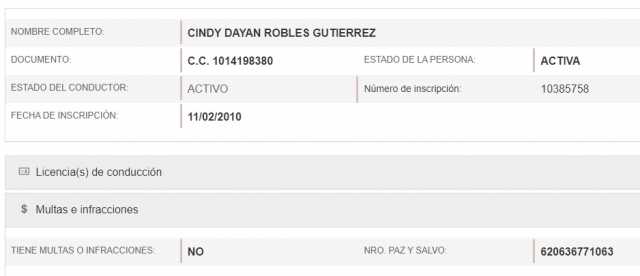 NOMBRE COMPLETO: CINDY DAYAN ROBLES GUTIERREZ
DOCUMENTO: C.C. 1014198380 ESTADO DE LA PERSONA: ACTIVA
ESTADO DEL CONDUCTOR: ACTIVO Número de inscripción: 10385758
FECHA DE INSCRIPCIÓN: 11/02/2010
Licencia(s) de conducción
$ Multas e infracciones
TIENE MULTAS O INFRACCIONES: NO NRO. PAZ Y SALVO: 620636771063